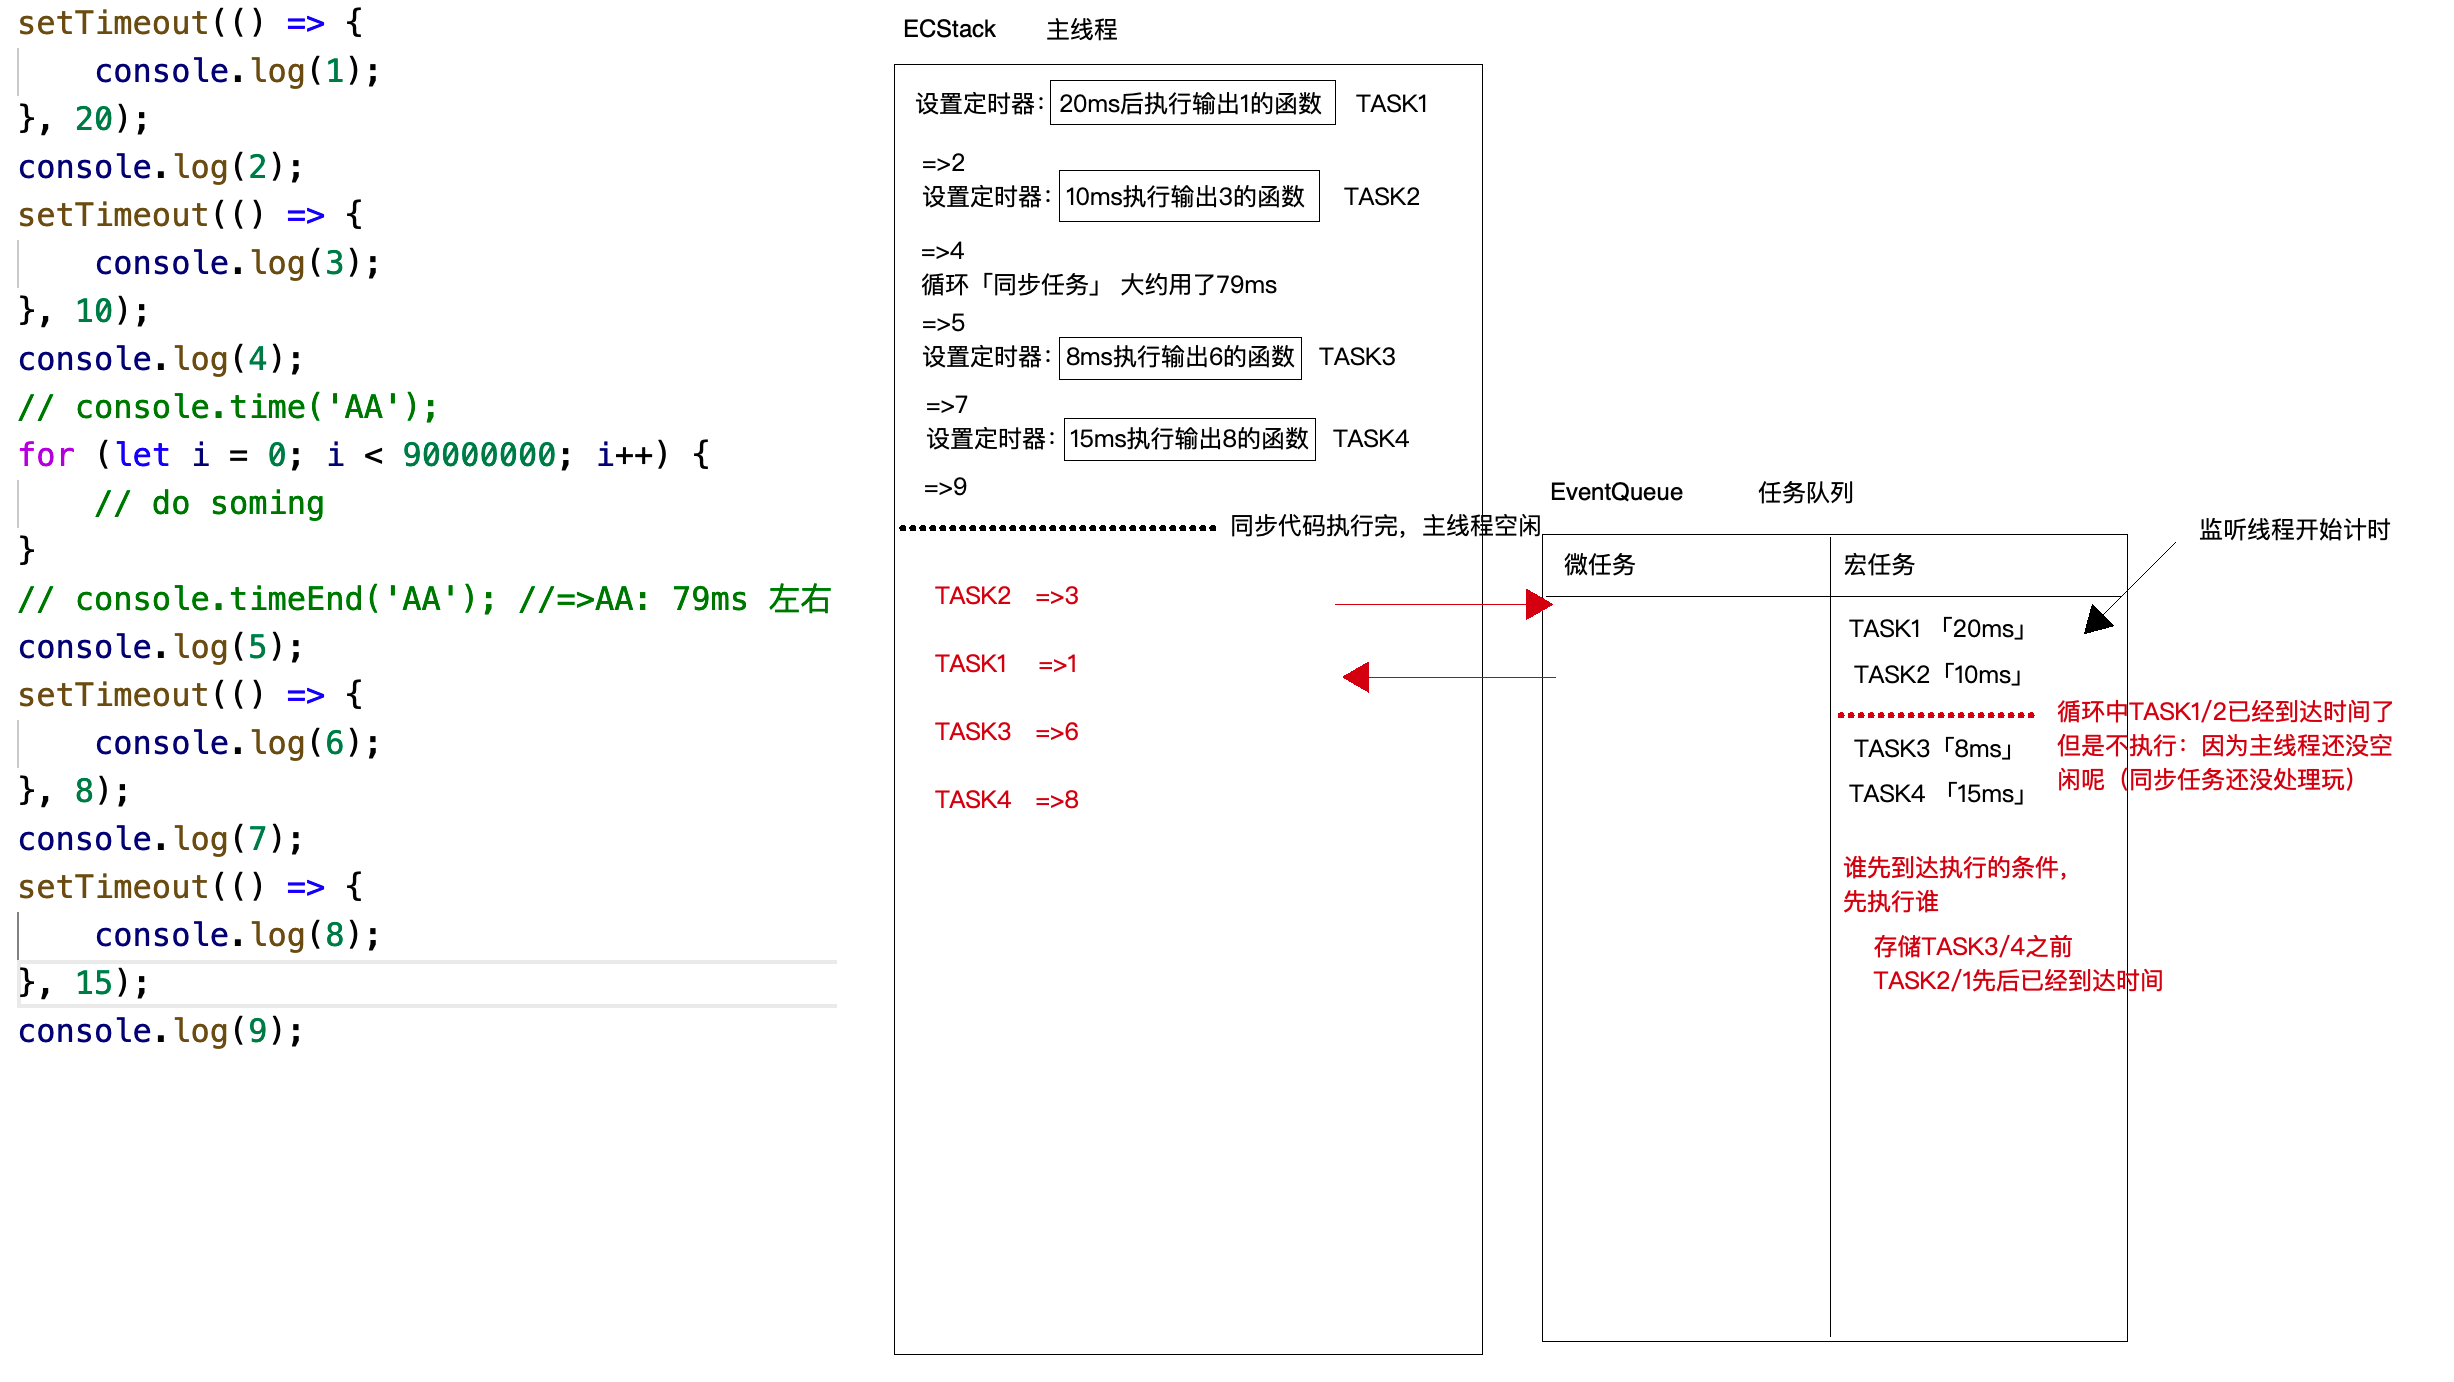 setTimeout(() => {
    console.log(1);
}, 20);
console.log(2);
setTimeout(() => {
    console.log(3);
}, 10);
console.log(4);
// console.time('AA');
for (let i = 0; i < 90000000; i++) {
    // do soming
}
// console.timeEnd('AA'); //=>AA: 79ms 左右
console.log(5);
setTimeout(() => {
    console.log(6);
}, 8);
console.log(7);
setTimeout(() => {
    console.log(8);
}, 15);
console.log(9);
ECStack 主线程
设置定时器： 20ms后执行输出1的函数 TASK1
=>2
设置定时器： 10ms执行输出3的函数 TASK2
=>4
循环「同步任务」 大约用了79ms
=>5
设置定时器： 8ms执行输出6的函数 TASK3
=>7
设置定时器： 15ms执行输出8的函数 TASK4
=>9
同步代码执行完，主线程空闲
TASK2 =>3
TASK1 =>1
TASK3 =>6
TASK4 =>8
EventQueue 任务队列
监听线程开始计时
微任务 宏任务
TASK1 「20ms」
TASK2「10ms」
循环中TASK1/2已经到达时间了
但是不执行：因为主线程还没空
闲呢（同步任务还没处理玩）
TASK3「8ms」
TASK4 「15ms」
谁先到达执行的条件，
先执行谁
存储TASK3/4之前
TASK2/1先后已经到达时间